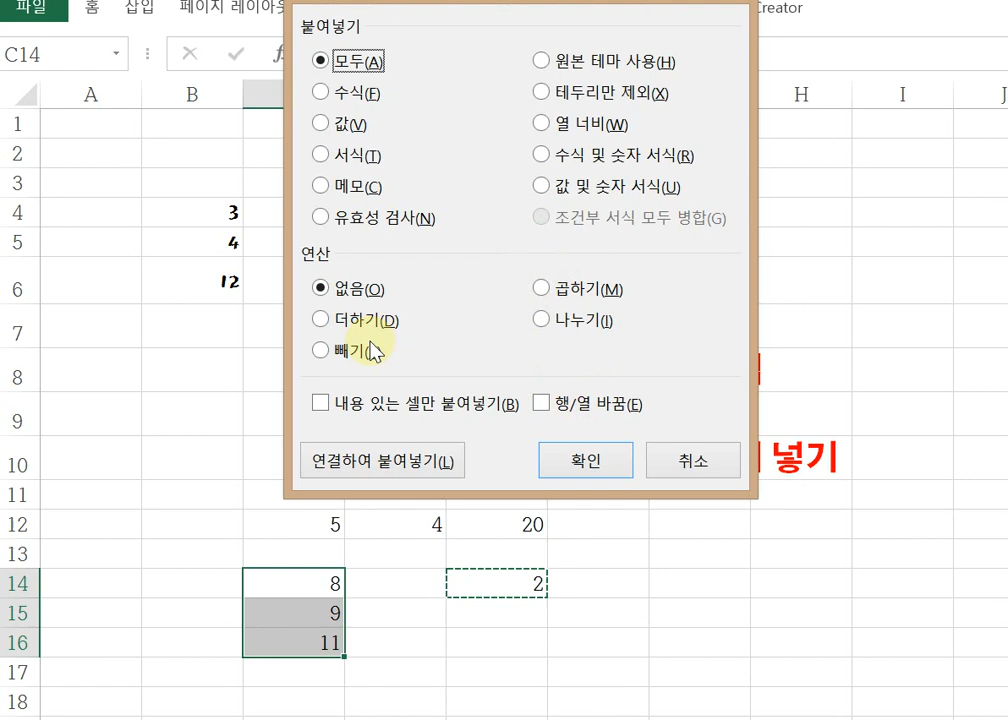 파일 홈 삽입 페이지 레이아웃 Creator
C14
A B H I J
붙여넣기
모두(A) 원본 테마 사용(H)
수식(F) 테두리만 제외(X)
값(V) 열 너비(W)
서식(T) 수식 및 숫자 서식(R)
메모(C) 값 및 숫자 서식(U)
유효성 검사(N) 조건부 서식 모두 병합(G)
연산
없음(O) 곱하기(M)
더하기(D) 나누기(I)
빼기
내용 있는 셀만 붙여넣기(B) 행/열 바꿈(E)
연결하여 붙여넣기(L) 확인 취소
1
2
3
4 3
5 4
6 12
7
8
9
10 넣기
11
12 5 4 20
13
14 8 2
15 9
16 11
17
18